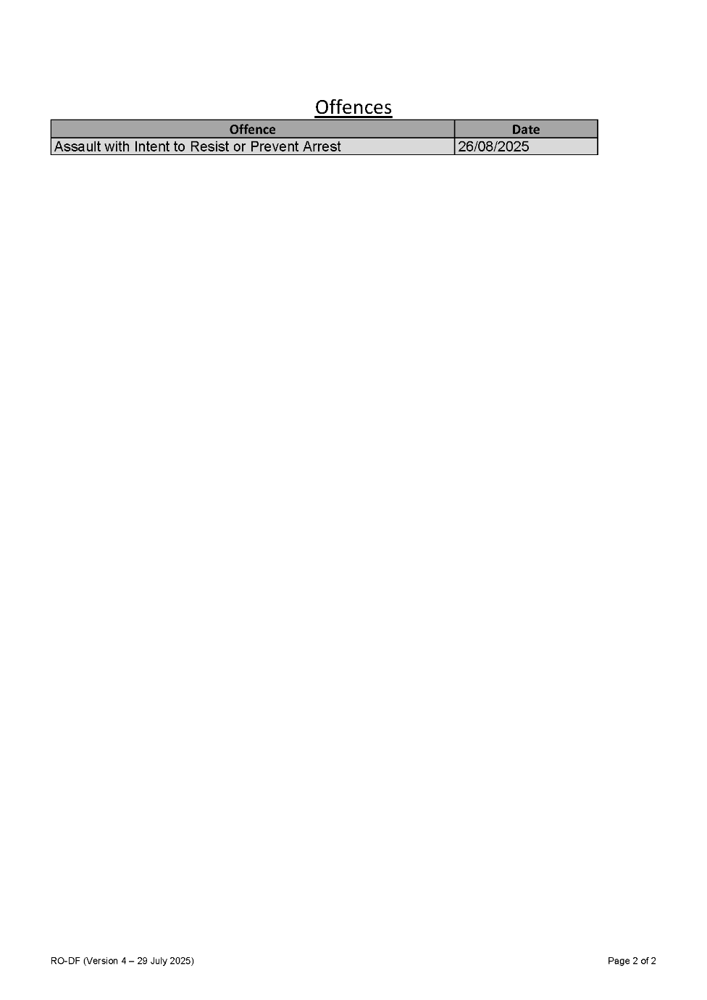 Offences
Offence Date
Assault with Intent to Resist or Prevent Arrest 26/08/2025
RO-DF (Version 4 – 29 July 2025) Page 2 of 2